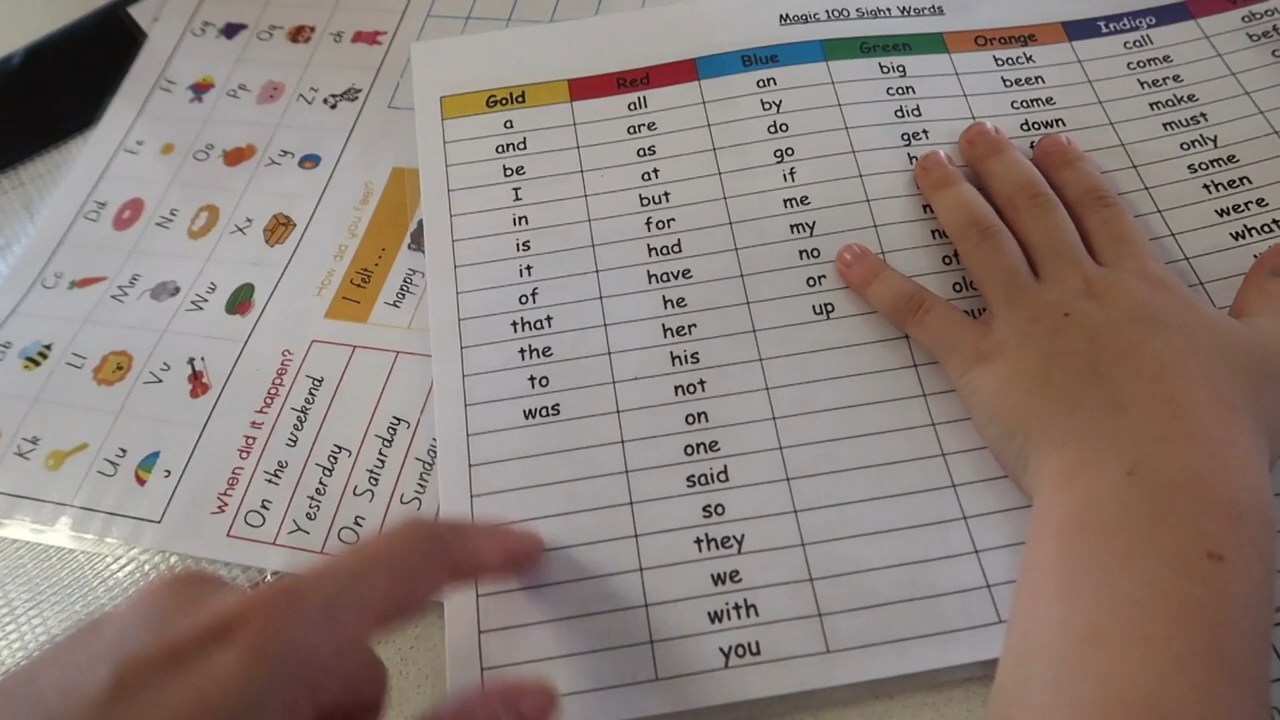 Magic 100 Sight Words
Gold Red Blue Green Orange Indigo
a all an big back call
and are by can been come
be as do did came here
I at go get down make
in but if must
is for me only
it had my some
of have no then
that he or were
the her up what
to his
was not
on
one
said
so
they
we
with
you
Gg Qq ch
Ff Pp Zz
Oo Yy
Dd Nn Xx
Cc Mm Ww
Ll Vv
Kk Uu
How did you feel?
I felt...
happy
When did it happen?
On the weekend
Yesterday
On Saturday
Sunday